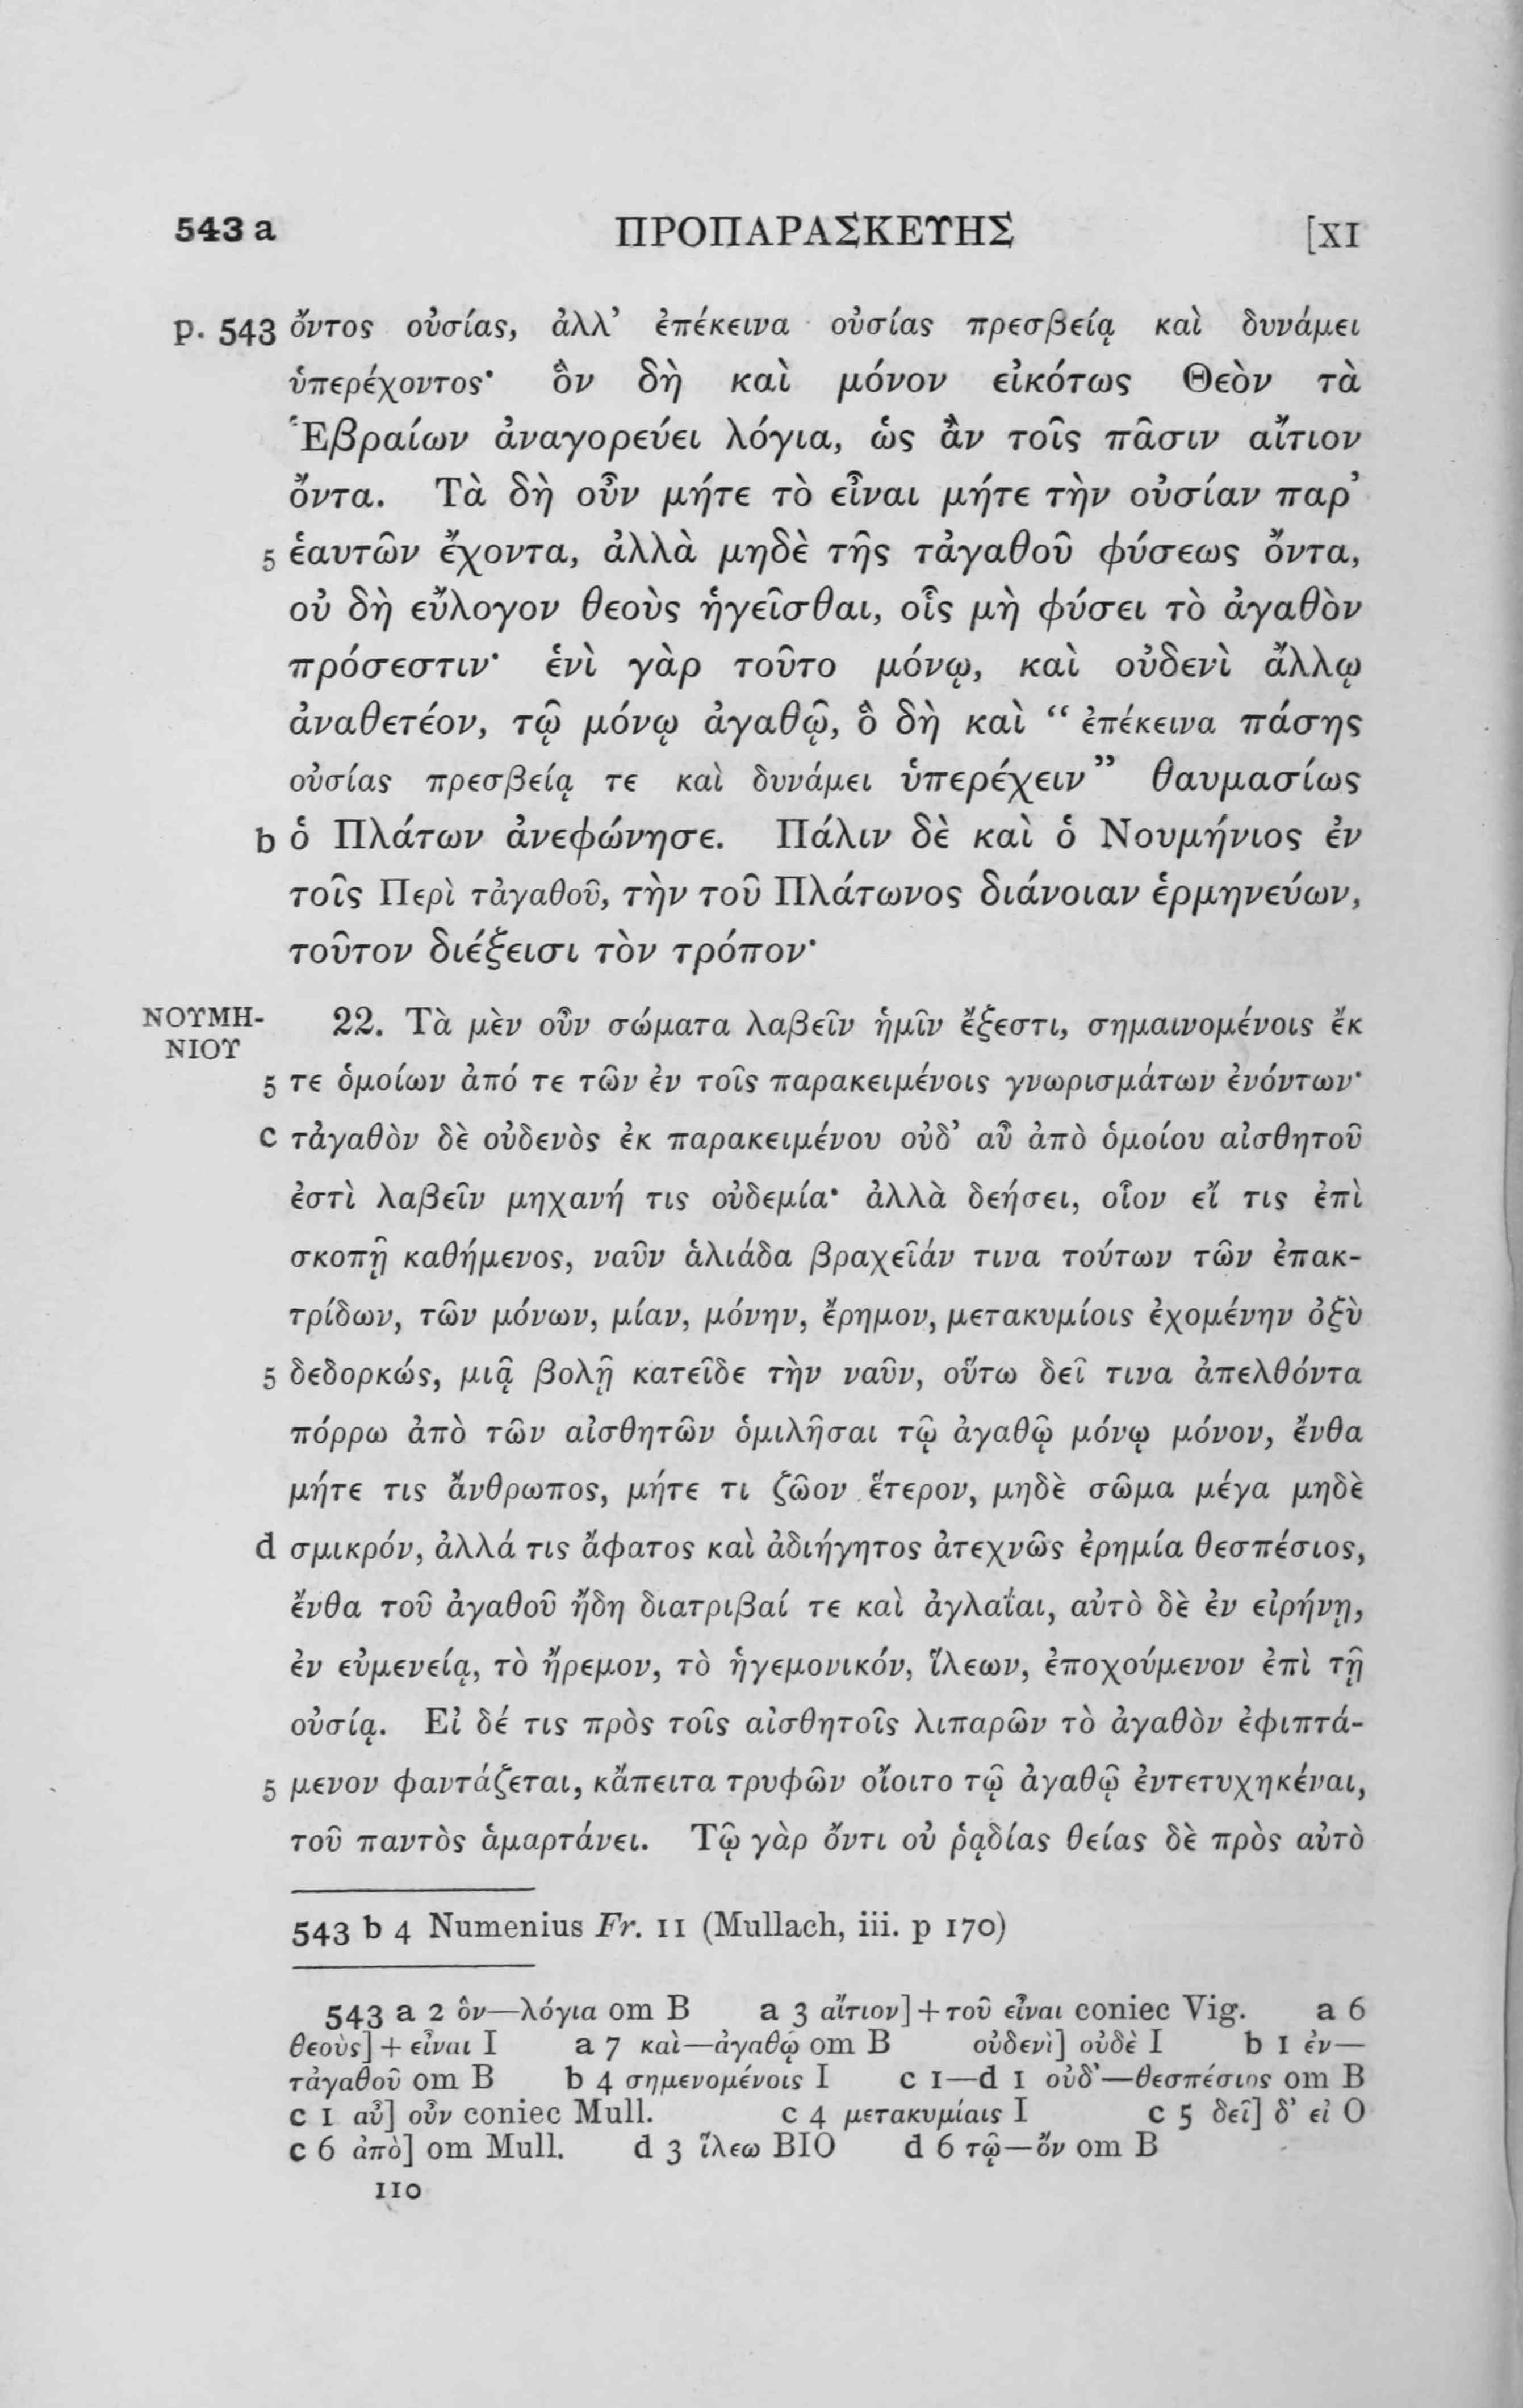 543 a ΠΡΟΠΑΡΑΣΚΕΥΗΣ [XI
p. 543 ὄντος οὐσίας, ἀλλ’ ἐπέκεινα οὐσίας πρεσβείᾳ καὶ δυνάμει
ὑπερέχοντος· ὃν δὴ καὶ μόνον εἰκότως Θεὸν τὰ
Ἑβραίων ἀναγορεύει λόγια, ὡς ἂν τοῖς πᾶσιν αἴτιον
ὄντα. Τὰ δὴ οὖν μήτε τὸ εἶναι μήτε τὴν οὐσίαν παρ’
5 ἑαυτῶν ἔχοντα, ἀλλὰ μηδὲ τῆς τἀγαθοῦ φύσεως ὄντα,
οὐ δὴ εὔλογον θεοὺς ἡγεῖσθαι, οἷς μὴ φύσει τὸ ἀγαθὸν
πρόσεστιν· ἑνὶ γὰρ τοῦτο μόνῳ, καὶ οὐδενὶ ἄλλῳ
ἀναθετέον, τῷ μόνῳ ἀγαθῷ, ὃ δὴ καὶ “ ἐπέκεινα πάσης
οὐσίας πρεσβείᾳ τε καὶ δυνάμει ὑπερέχειν” θαυμασίως
b ὁ Πλάτων ἀνεφώνησε. Πάλιν δὲ καὶ ὁ Νουμήνιος ἐν
τοῖς Περὶ τἀγαθοῦ, τὴν τοῦ Πλάτωνος διάνοιαν ἑρμηνεύων,
τοῦτον διέξεισι τὸν τρόπον·
ΝΟΥΜΗ- 22. Τὰ μὲν οὖν σώματα λαβεῖν ἡμῖν ἔξεστι, σημαινομένοις ἔκ
ΝΙΟΥ
5 τε ὁμοίων ἀπό τε τῶν ἐν τοῖς παρακειμένοις γνωρισμάτων ἐνόντων·
c τἀγαθὸν δὲ οὐδενὸς ἐκ παρακειμένου οὐδ’ αὖ ἀπὸ ὁμοίου αἰσθητοῦ
ἐστὶ λαβεῖν μηχανή τις οὐδεμία· ἀλλὰ δεήσει, οἷον εἴ τις ἐπὶ
σκοπῇ καθήμενος, ναῦν ἁλιάδα βραχεῖάν τινα τούτων τῶν ἐπακ-
τρίδων, τῶν μόνων, μίαν, μόνην, ἔρημον, μετακυμίοις ἐχομένην ὀξὺ
5 δεδορκώς, μιᾷ βολῇ κατεῖδε τὴν ναῦν, οὕτω δεῖ τινα ἀπελθόντα
πόρρω ἀπὸ τῶν αἰσθητῶν ὁμιλῆσαι τῷ ἀγαθῷ μόνῳ μόνον, ἔνθα
μήτε τις ἄνθρωπος, μήτε τι ζῶον ἕτερον, μηδὲ σῶμα μέγα μηδὲ
d σμικρόν, ἀλλά τις ἄφατος καὶ ἀδιήγητος ἀτεχνῶς ἐρημία θεσπέσιος,
ἔνθα τοῦ ἀγαθοῦ ἤδη διατριβαί τε καὶ ἀγλαΐαι, αὐτὸ δὲ ἐν εἰρήνῃ,
ἐν εὐμενείᾳ, τὸ ἤρεμον, τὸ ἡγεμονικόν, ἵλεων, ἐποχούμενον ἐπὶ τῇ
οὐσίᾳ. Εἰ δέ τις πρὸς τοῖς αἰσθητοῖς λιπαρῶν τὸ ἀγαθὸν ἐφιπτά-
5 μενον φαντάζεται, κἄπειτα τρυφῶν οἴοιτο τῷ ἀγαθῷ ἐντετυχηκέναι,
τοῦ παντὸς ἁμαρτάνει. Τῷ γὰρ ὄντι οὐ ῥᾳδίας θείας δὲ πρὸς αὐτὸ
543 b 4 Numenius Fr. 11 (Mullach, iii. p 170)
543 a 2 ὃν—λόγια om B a 3 αἴτιον]+τοῦ εἶναι coniec Vig. a 6
θεοὺς]+εἶναι I a 7 καὶ—ἀγαθῷ om B οὐδενὶ] οὐδὲ I b 1 ἐν—
τἀγαθοῦ om B b 4 σημενομένοις I c 1—d 1 οὐδ’—θεσπέσιος om B
c 1 αὖ] οὖν coniec Mull. c 4 μετακυμίαις I c 5 δεῖ] δ’ εἰ O
c 6 ἀπὸ] om Mull. d 3 ἵλεω BIO d 6 τῷ—ὄν om B
110